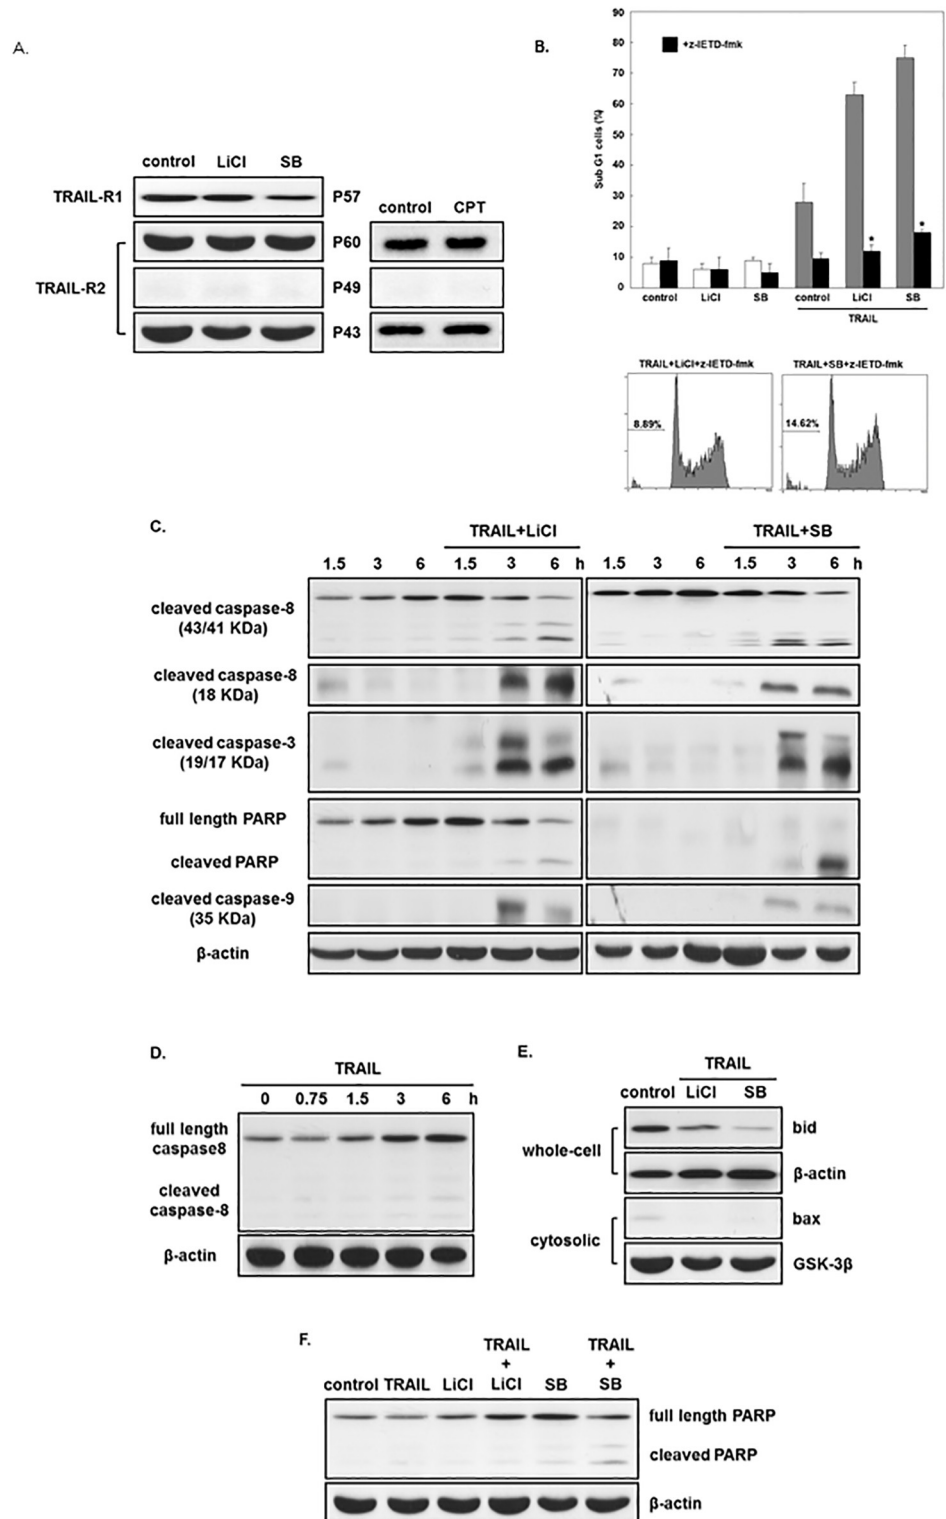 A.
control LiCl SB
TRAIL-R1
P57
control CPT
P60
TRAIL-R2
P49
P43
B.
90
80
70
60
50
40
30
20
10
0
Sub G1 cells (%)
+z-IETD-fmk
*
*
control LiCl SB control LiCl SB
TRAIL
TRAIL+LiCl+z-IETD-fmk
8.89%
TRAIL+SB+z-IETD-fmk
14.62%
C.
TRAIL+LiCl TRAIL+SB
1.5 3 6 1.5 3 6 h 1.5 3 6 1.5 3 6 h
cleaved caspase-8
(43/41 KDa)
cleaved caspase-8
(18 KDa)
cleaved caspase-3
(19/17 KDa)
full length PARP
cleaved PARP
cleaved caspase-9
(35 KDa)
β-actin
D.
TRAIL
0 0.75 1.5 3 6 h
full length
caspase8
cleaved
caspase-8
β-actin
E.
TRAIL
control LiCl SB
bid
whole-cell
β-actin
bax
cytosolic
GSK-3β
F.
TRAIL TRAIL
+ +
control TRAIL LiCl LiCl SB SB
full length PARP
cleaved PARP
β-actin